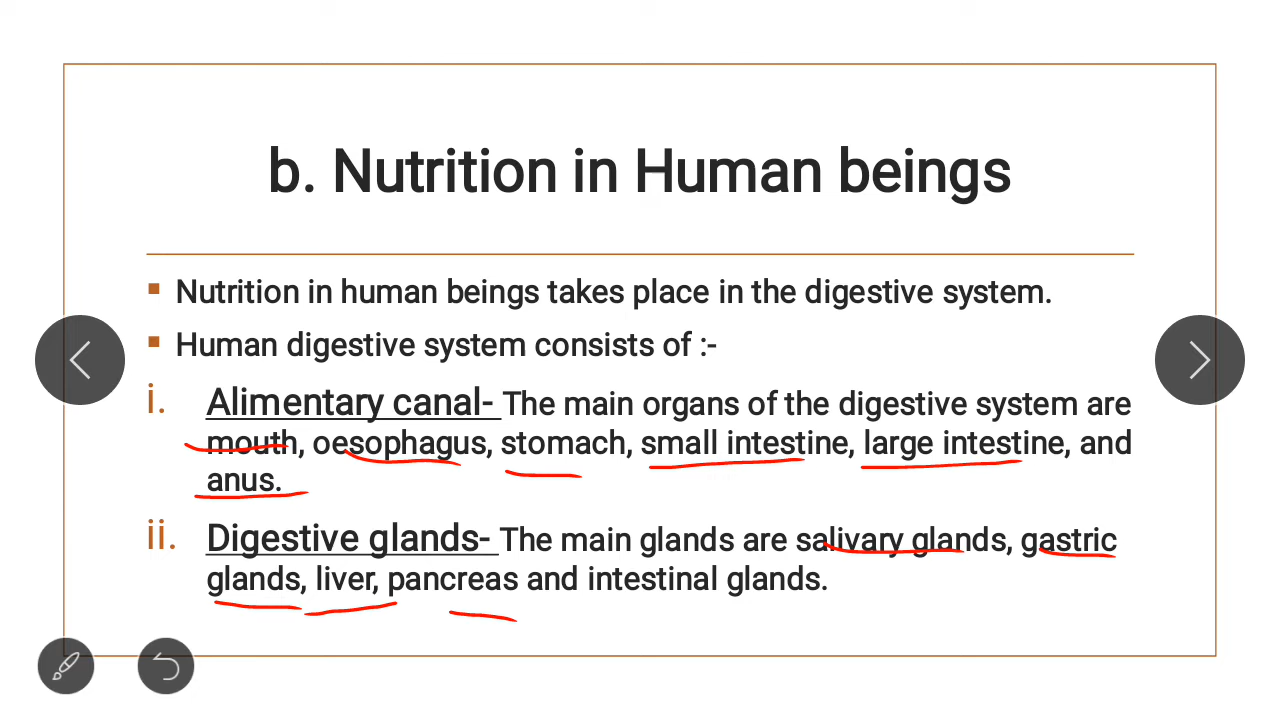 b. Nutrition in Human beings
▪ Nutrition in human beings takes place in the digestive system.
▪ Human digestive system consists of :-
i. Alimentary canal- The main organs of the digestive system are
mouth, oesophagus, stomach, small intestine, large intestine, and
anus.
ii. Digestive glands- The main glands are salivary glands, gastric
glands, liver, pancreas and intestinal glands.